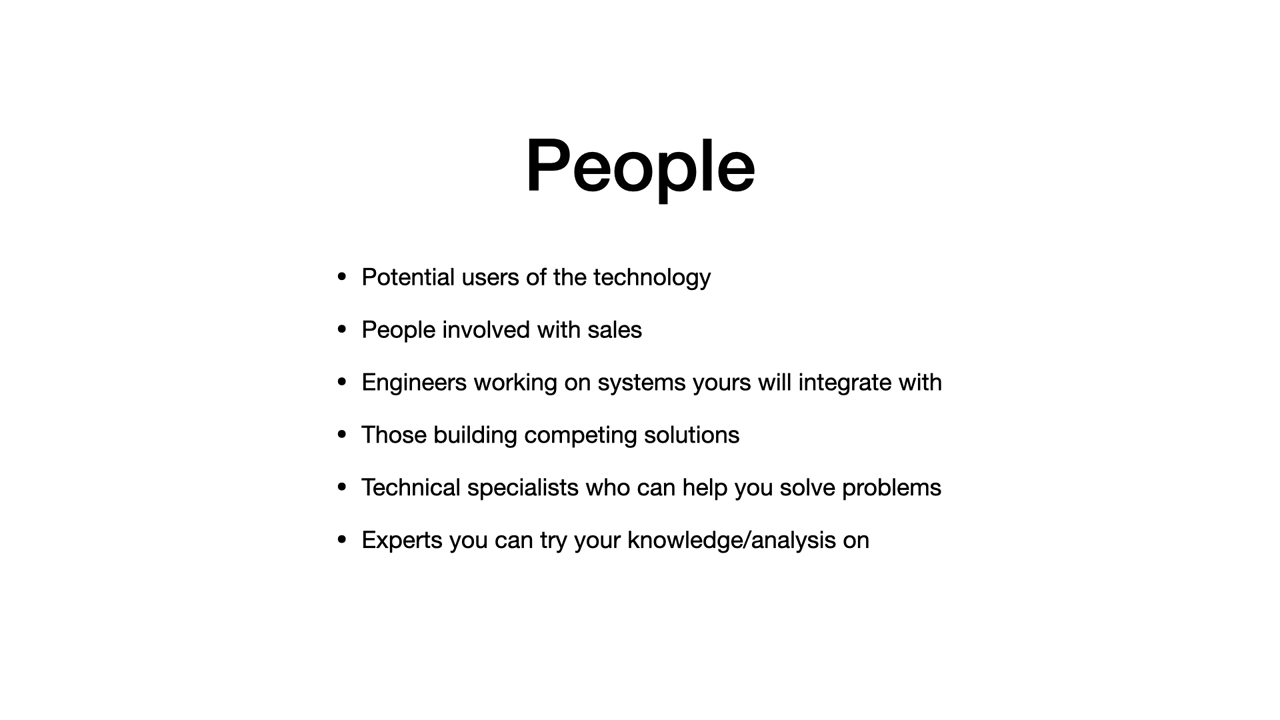 People
• Potential users of the technology
• People involved with sales
• Engineers working on systems yours will integrate with
• Those building competing solutions
• Technical specialists who can help you solve problems
• Experts you can try your knowledge/analysis on